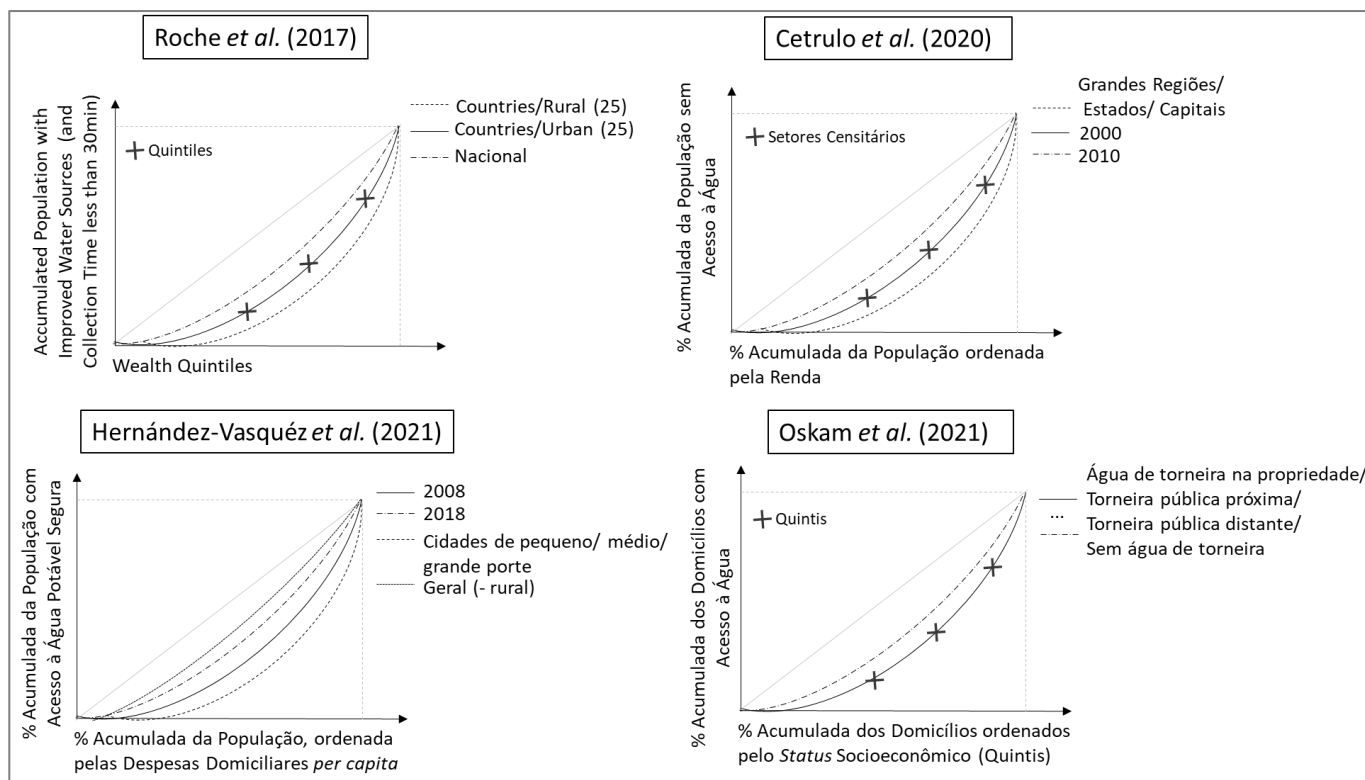 Roche et al. (2017)
Accumulated Population with
Improved Water Sources (and
Collection Time less than 30min)
Quintiles
Countries/Rural (25)
Countries/Urban (25)
Nacional
Wealth Quintiles
Cetrulo et al. (2020)
% Acumulada da População sem
Acesso à Água
Setores Censitários
Grandes Regiões/
Estados/ Capitais
2000
2010
% Acumulada da População ordenada
pela Renda
Hernández-Vasquéz et al. (2021)
% Acumulada da População com
Acesso à Água Potável Segura
2008
2018
Cidades de pequeno/ médio/
grande porte
Geral (- rural)
% Acumulada da População, ordenada
pelas Despesas Domiciliares per capita
Oskam et al. (2021)
% Acumulada dos Domicílios com
Acesso à Água
Quintis
Água de torneira na propriedade/
Torneira pública próxima/
...
Torneira pública distante/
Sem água de torneira
% Acumulada dos Domicílios ordenados
pelo Status Socioeconômico (Quintis)